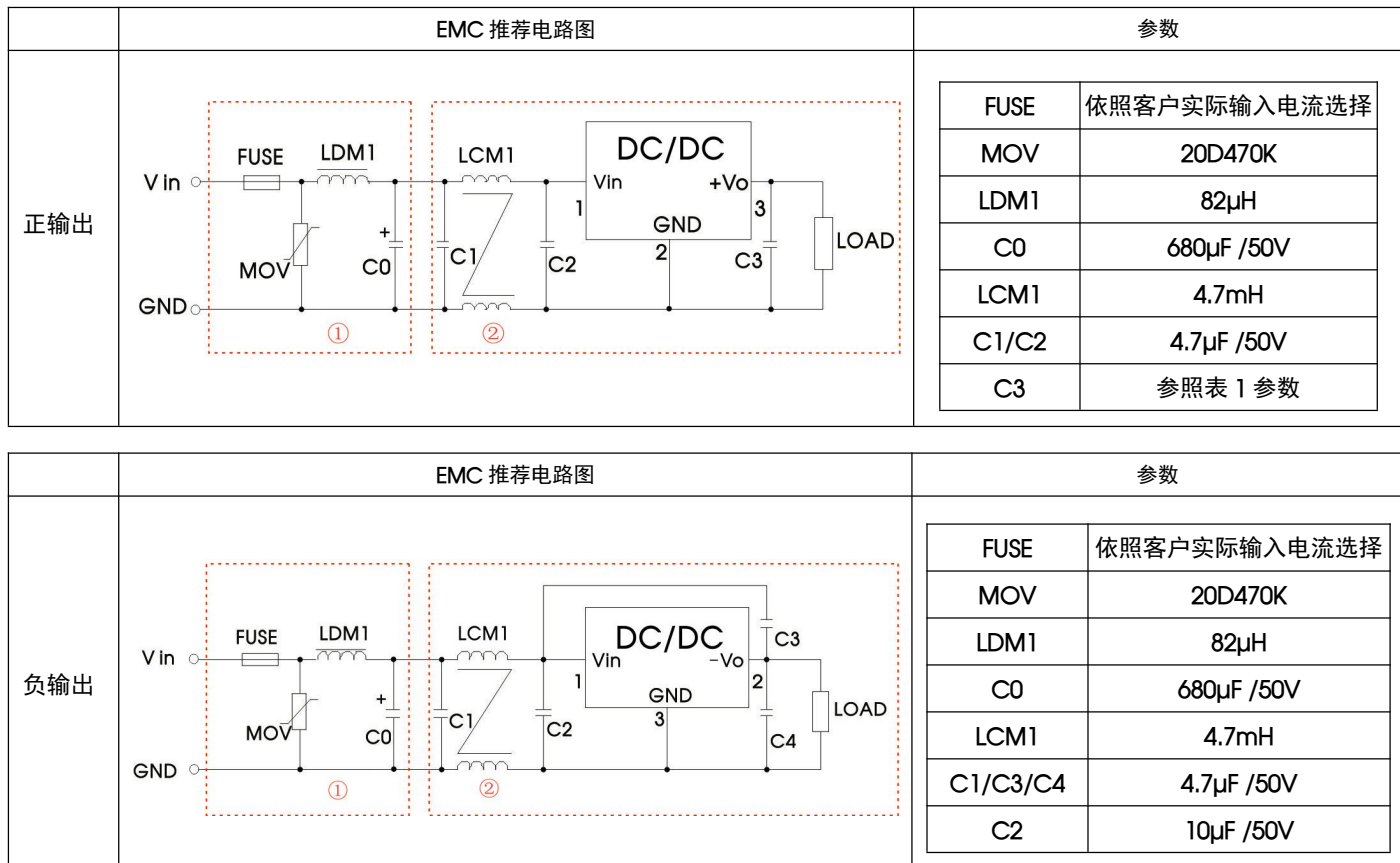 EMC 推荐电路图
参数
正输出
V in
FUSE
LDM1
MOV
+
C0
GND
①
LCM1
C1
C2
②
DC/DC
Vin
+Vo
1
GND
2
3
C3
LOAD
FUSE 依照客户实际输入电流选择
MOV 20D470K
LDM1 82μH
C0 680μF /50V
LCM1 4.7mH
C1/C2 4.7μF /50V
C3 参照表 1 参数
EMC 推荐电路图
参数
负输出
V in
FUSE
LDM1
MOV
+
C0
GND
①
LCM1
C1
C2
②
DC/DC
Vin
−Vo
1
GND
3
2
C3
C4
LOAD
FUSE 依照客户实际输入电流选择
MOV 20D470K
LDM1 82μH
C0 680μF /50V
LCM1 4.7mH
C1/C3/C4 4.7μF /50V
C2 10μF /50V